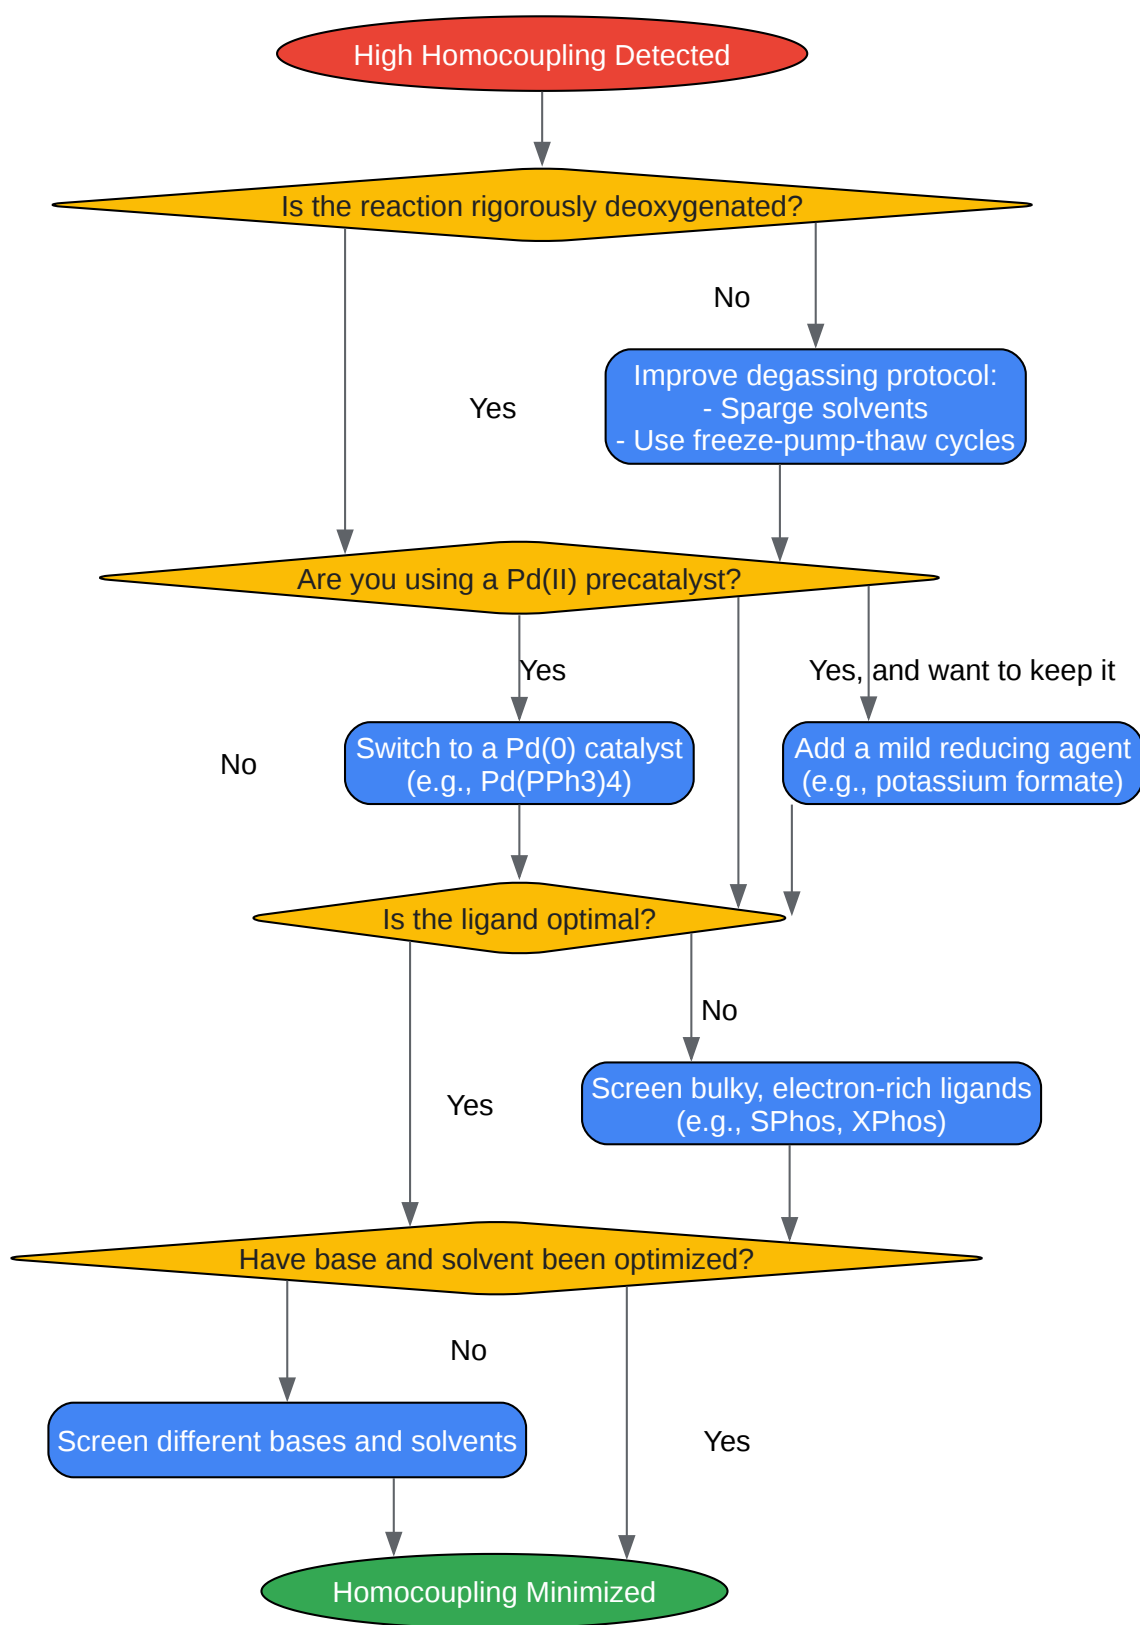 High Homocoupling Detected
Is the reaction rigorously deoxygenated?
No
Improve degassing protocol:
- Sparge solvents
- Use freeze-pump-thaw cycles
Yes
Are you using a Pd(II) precatalyst?
Yes
Yes, and want to keep it
No
Switch to a Pd(0) catalyst
(e.g., Pd(PPh3)4)
Add a mild reducing agent
(e.g., potassium formate)
Is the ligand optimal?
No
Yes
Screen bulky, electron-rich ligands
(e.g., SPhos, XPhos)
Have base and solvent been optimized?
No
Screen different bases and solvents
Yes
Homocoupling Minimized